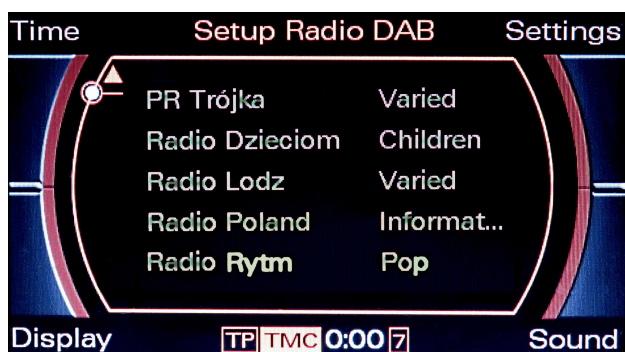 Time Setup Radio DAB Settings
PR Trójka Varied
Radio Dzieciom Children
Radio Lodz Varied
Radio Poland Informat...
Radio Rytm Pop
Display TP TMC 0:00 7 Sound